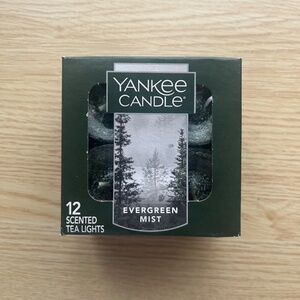 YANKEE
CANDLE®
EVERGREEN
MIST
12
SCENTED
TEA LIGHTS